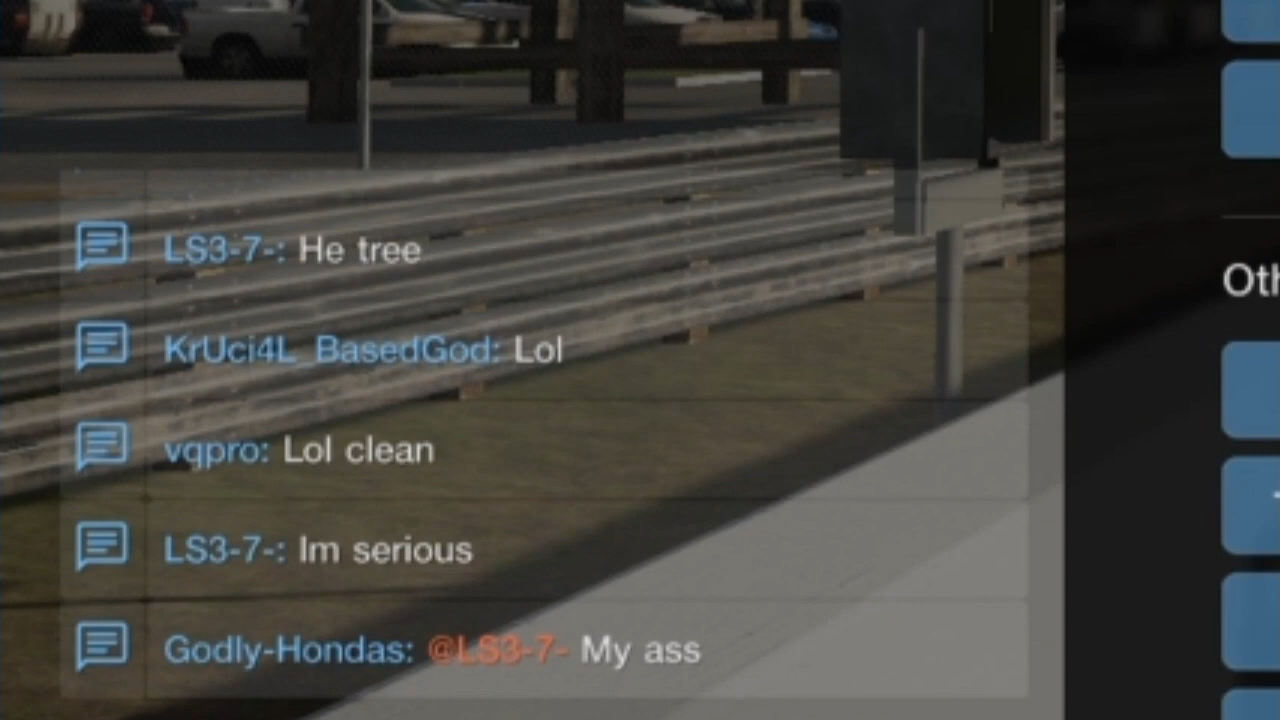 LS3-7-: He tree
KrUci4L_BasedGod: Lol
vqpro: Lol clean
LS3-7-: Im serious
Godly-Hondas: @LS3-7- My ass